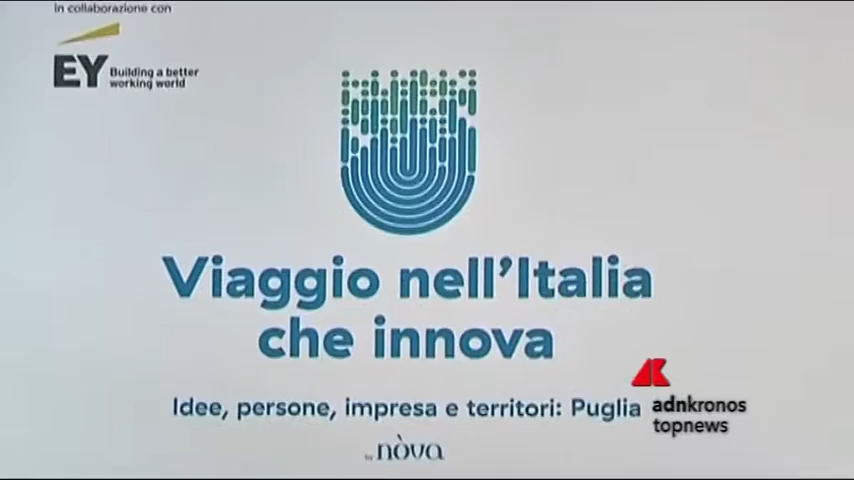 in collaborazione con
EY
Building a better
working world
Viaggio nell'Italia
che innova
Idee, persone, impresa e territori: Puglia
by nòva
adnkronos
topnews